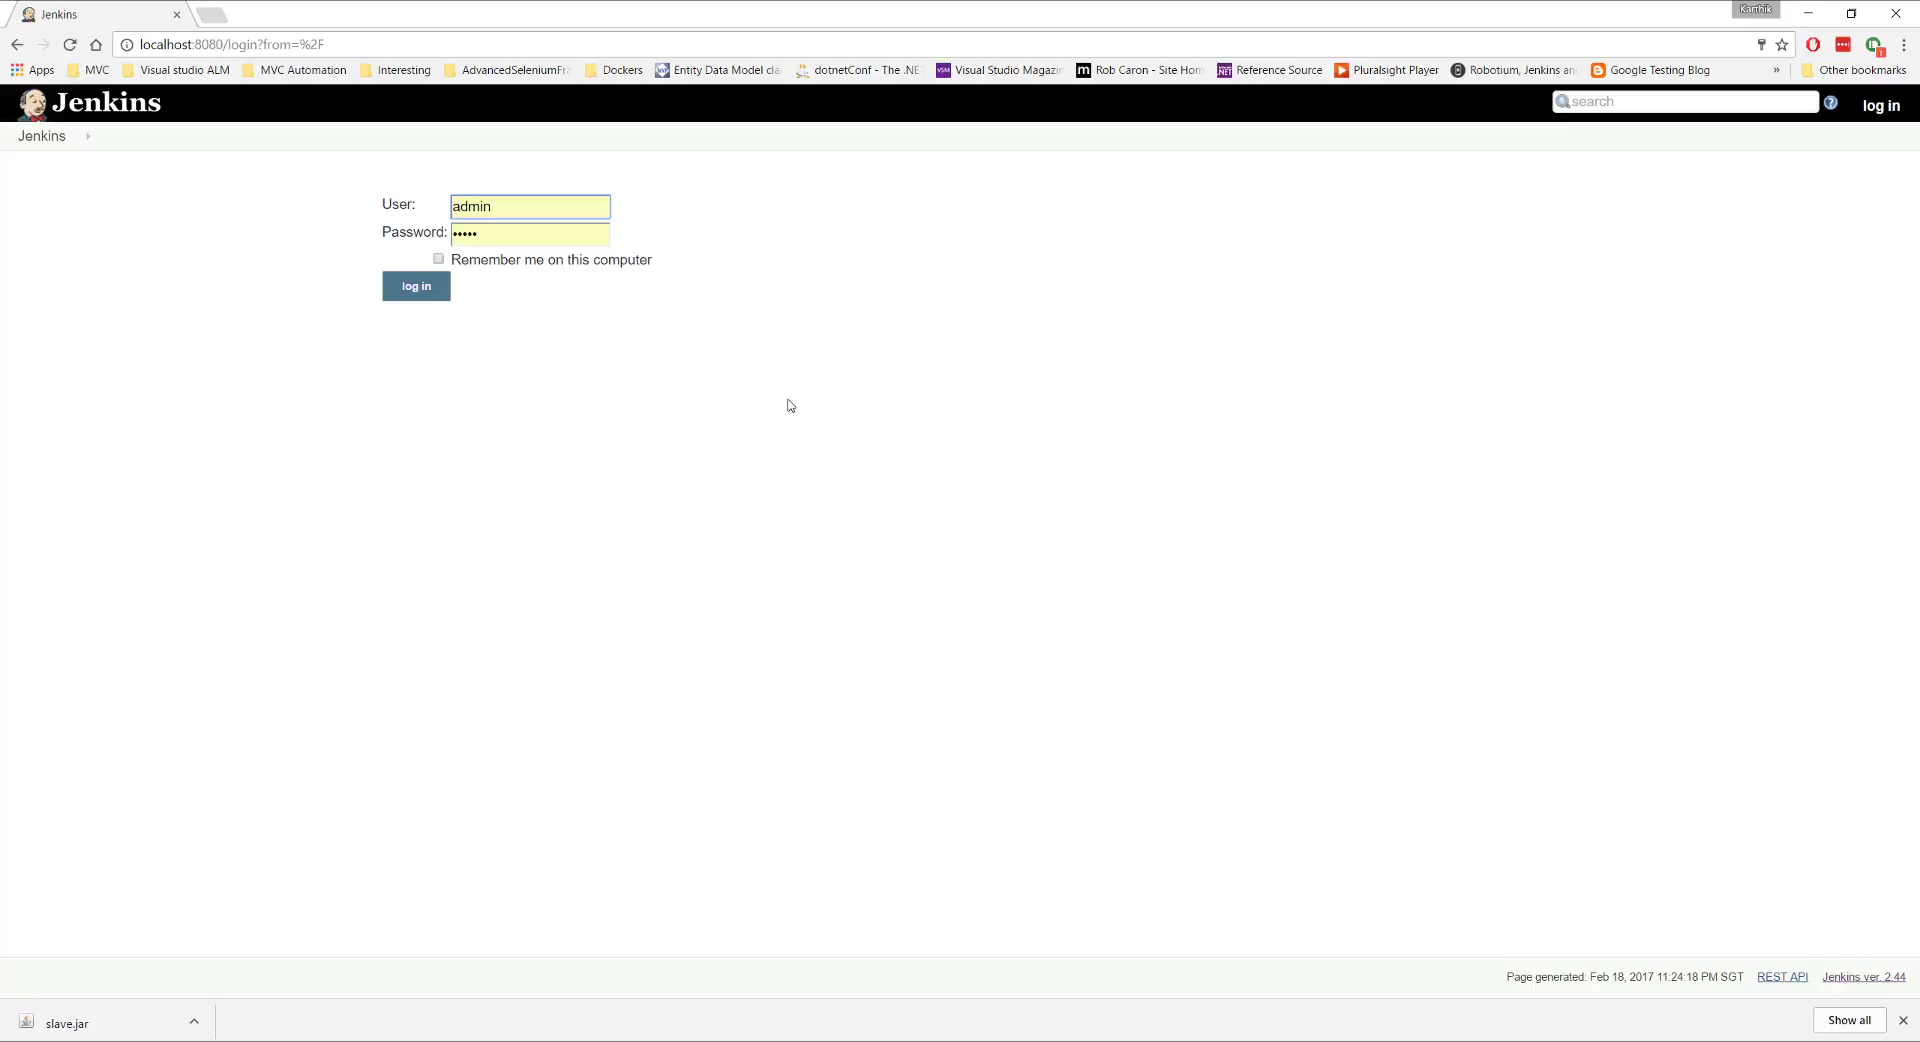 Jenkins
Karthik
localhost:8080/login?from=%2F
Apps MVC Visual studio ALM MVC Automation Interesting AdvancedSeleniumFra Dockers Entity Data Model cla dotnetConf - The .NE Visual Studio Magazin Rob Caron - Site Hom Reference Source Pluralsight Player Robotium, Jenkins an Google Testing Blog » Other bookmarks
Jenkins search log in
Jenkins
User: admin
Password: •••••
Remember me on this computer
log in
Page generated: Feb 18, 2017 11:24:18 PM SGT REST API Jenkins ver. 2.44
slave.jar Show all